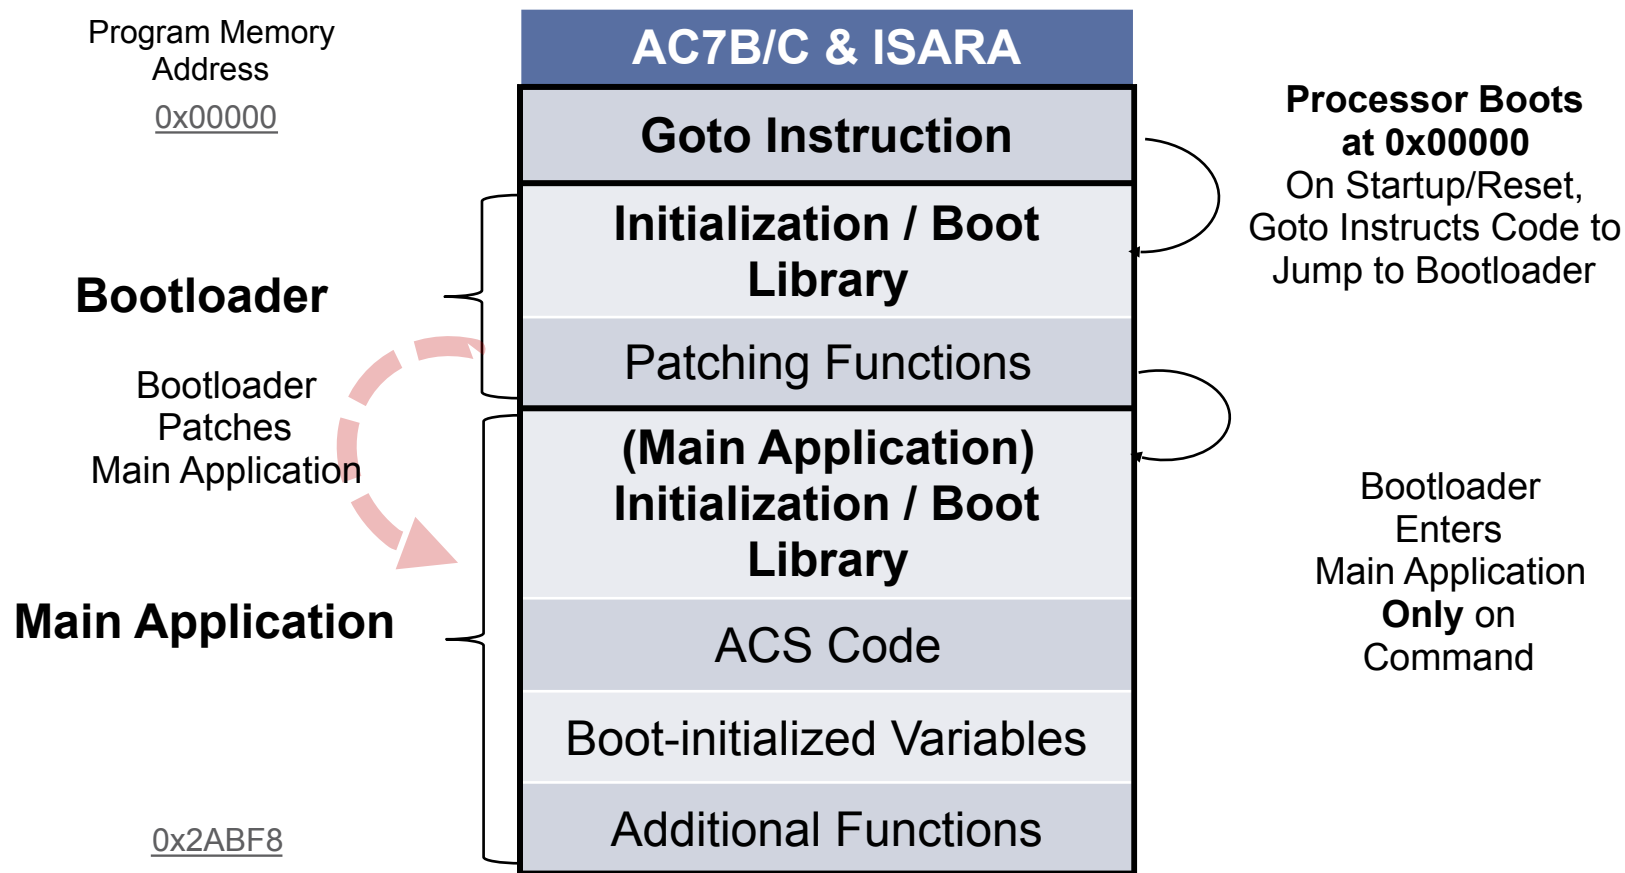 Program Memory
Address
0x00000
AC7B/C & ISARA
Goto Instruction
Processor Boots
at 0x00000
On Startup/Reset,
Goto Instructs Code to
Jump to Bootloader
Initialization / Boot
Library
Bootloader
Patching Functions
Bootloader
Patches
Main Application
(Main Application)
Initialization / Boot
Library
Bootloader
Enters
Main Application
Only on
Command
Main Application
ACS Code
Boot-initialized Variables
Additional Functions
0x2ABF8